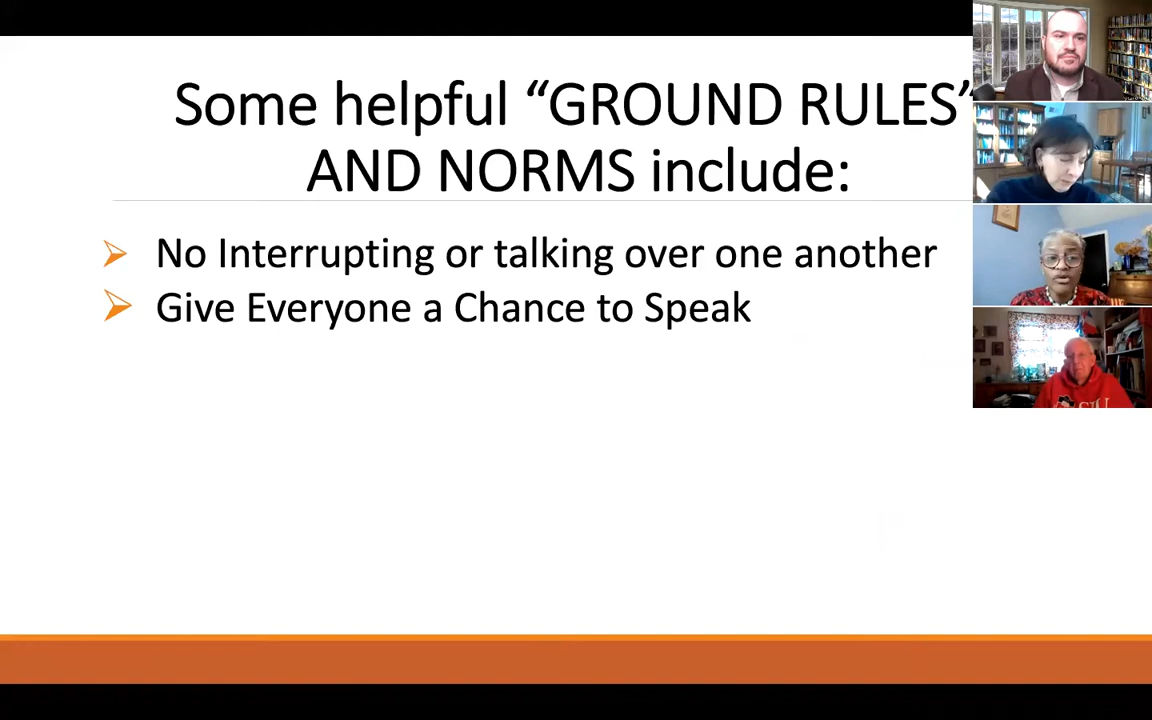 Some helpful “GROUND RULES”
AND NORMS include:
No Interrupting or talking over one another
Give Everyone a Chance to Speak